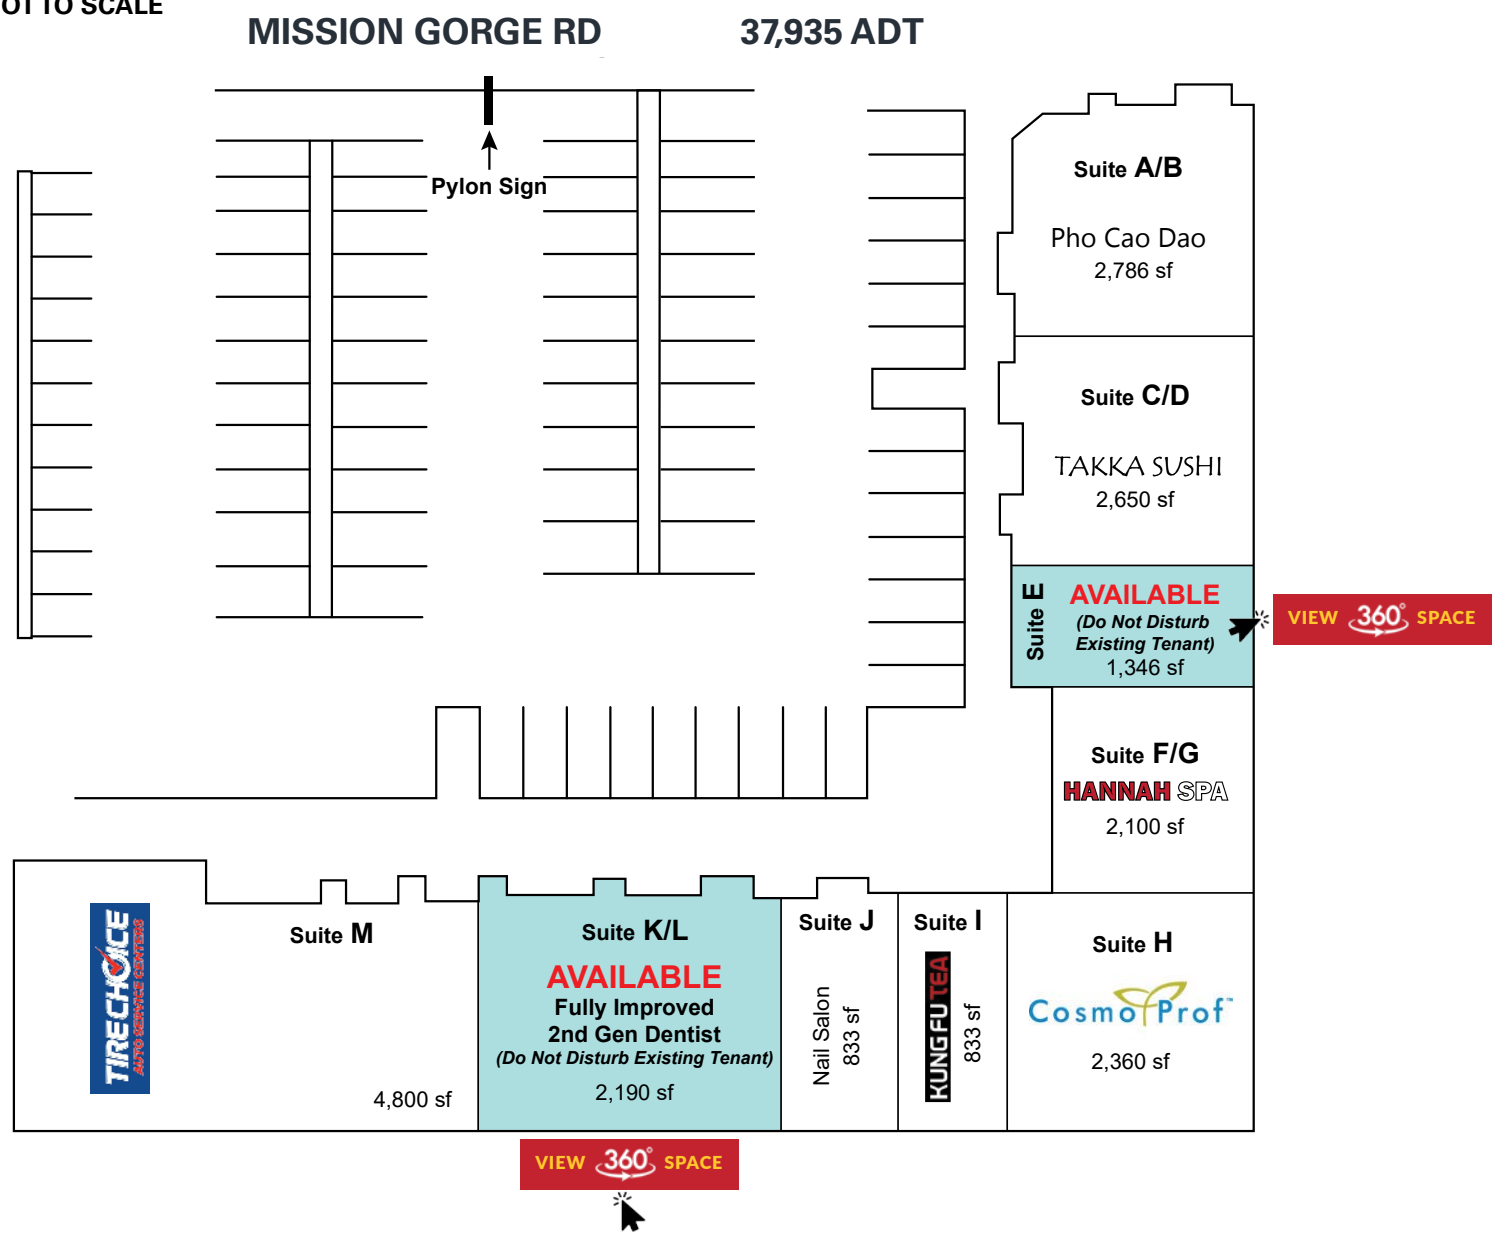 OT TO SCALE
MISSION GORGE RD 37,935 ADT
Pylon Sign
Suite A/B
Pho Cao Dao
2,786 sf
Suite C/D
TAKKA SUSHI
2,650 sf
Suite E
AVAILABLE
(Do Not Disturb
Existing Tenant)
1,346 sf
VIEW 360° SPACE
Suite F/G
HANNAH SPA
2,100 sf
TIRECHOICE
AUTO SERVICE CENTERS
Suite M
4,800 sf
Suite K/L
AVAILABLE
Fully Improved
2nd Gen Dentist
(Do Not Disturb Existing Tenant)
2,190 sf
Suite J
Nail Salon
833 sf
Suite I
KUNG FU TEA
833 sf
Suite H
CosmoProf™
2,360 sf
VIEW 360° SPACE